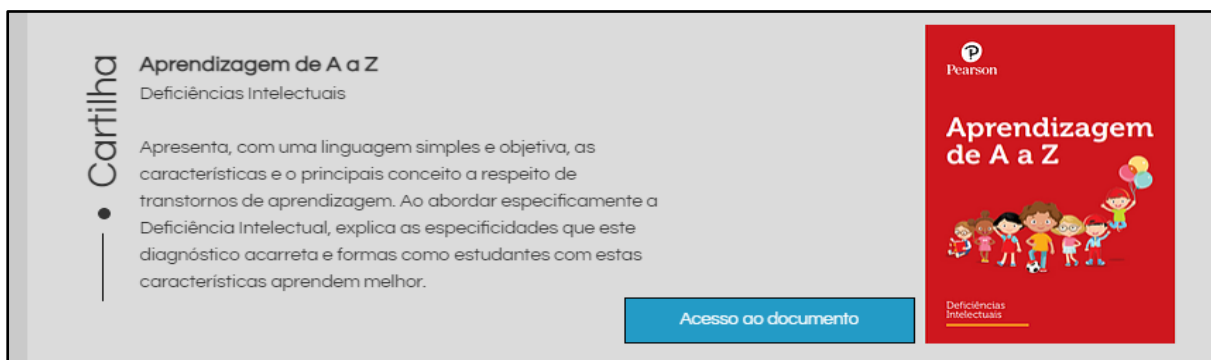 Cartilha
Aprendizagem de A a Z
Deficiências Intelectuais
Apresenta, com uma linguagem simples e objetiva, as
características e o principais conceito a respeito de
transtornos de aprendizagem. Ao abordar especificamente a
Deficiência Intelectual, explica as especificidades que este
diagnóstico acarreta e formas como estudantes com estas
características aprendem melhor.
Acesso ao documento
P
Pearson
Aprendizagem
de A a Z
Deficiências
Intelectuais